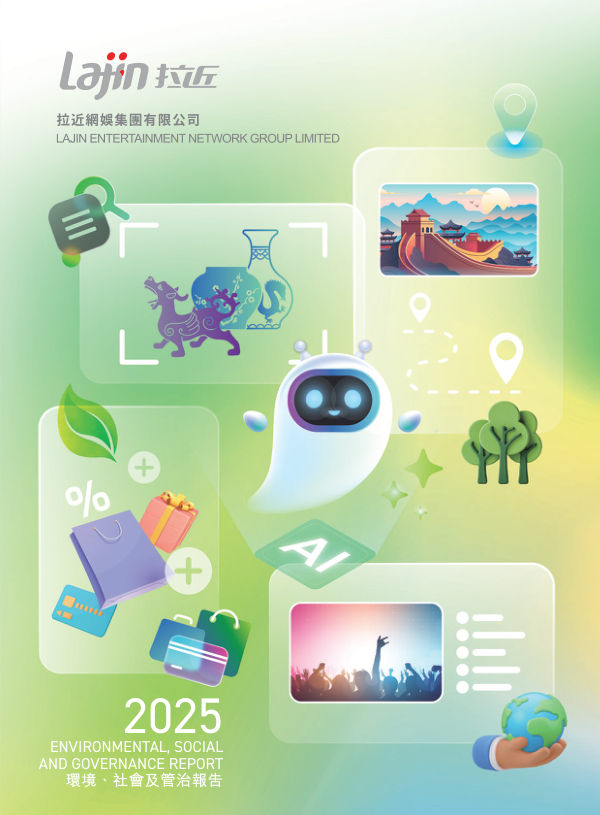 Lajin 拉近
拉近網娛集團有限公司
LAJIN ENTERTAINMENT NETWORK GROUP LIMITED
%
AI
2025
ENVIRONMENTAL, SOCIAL
AND GOVERNANCE REPORT
環境、社會及管治報告